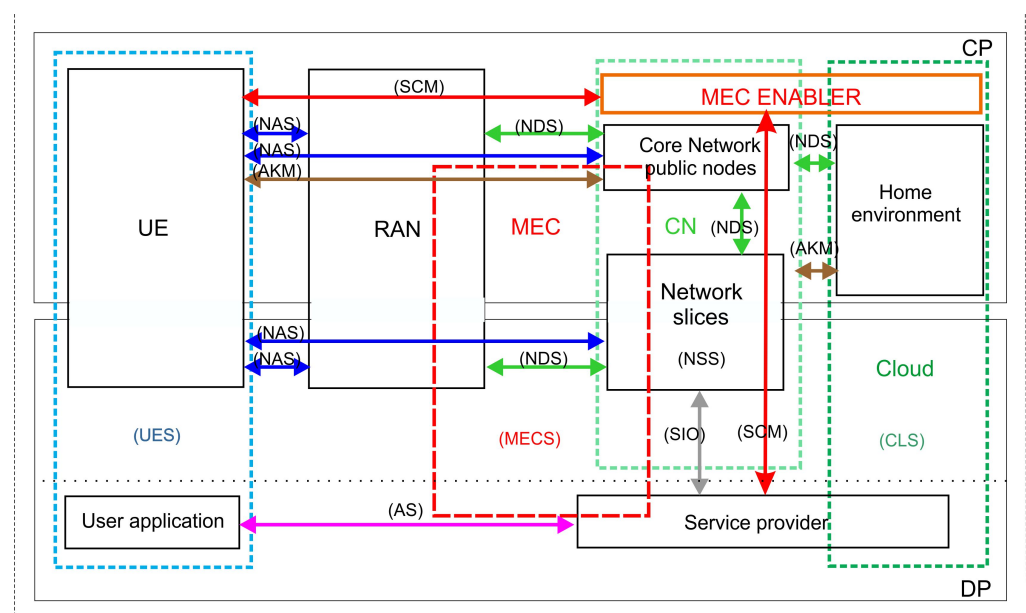 CP
(SCM)
MEC ENABLER
(NAS)
(NDS)
(NAS)
(AKM)
Core Network
public nodes
(NDS)
Home
environment
UE
RAN
MEC
CN
(NDS)
(AKM)
Network
slices
(NSS)
(NAS)
(NAS)
(NDS)
Cloud
(UES)
(MECS)
(SIO)
(SCM)
(CLS)
User application
(AS)
Service provider
DP